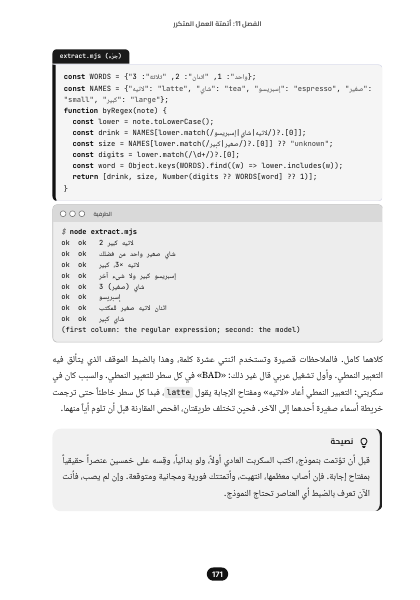 الفصل 11: أتمتة العمل المتكرر
extract.mjs (جزء)
const WORDS = {"واحد": 1, "اثنان": 2, "ثلاثة": 3};
const NAMES = {"لاتيه": "latte", "شاي": "tea", "إسبريسو": "espresso", "صغير":
"small", "كبير": "large"};
function byRegex(note) {
const lower = note.toLowerCase();
const drink = NAMES[lower.match(/لاتيه|شاي|إسبريسو/)?.[0]];
const size = NAMES[lower.match(/صغير|كبير/)?.[0]] ?? "unknown";
const digits = lower.match(/\d+/)?.[0];
const word = Object.keys(WORDS).find((w) => lower.includes(w));
return [drink, size, Number(digits ?? WORDS[word] ?? 1)];
}
الطرفية
$ node extract.mjs
ok ok لاتيه كبير 2
ok ok شاي صغير واحد من فضلك
ok ok لاتيه ×3، كبير
ok ok إسبريسو كبير ولا شيء آخر
ok ok شاي (صغير) 3
ok ok إسبريسو
ok ok اثنان لاتيه صغير للمكتب
ok ok شاي كبير
(first column: the regular expression; second: the model)
كلاهما كامل. فالملاحظات قصيرة وتستخدم اثنتي عشرة كلمة، وهذا بالضبط الموقف الذي يتألق فيه
التعبير النمطي. وأول تشغيل عربي قال غير ذلك: «BAD» في كل سطر للتعبير النمطي. والسبب كان في
سكربتي: التعبير النمطي أعاد «لاتيه» ومفتاح الإجابة يقول latte، فبدا كل سطر خاطئاً حتى ترجمت
خريطة أسماء صغيرة أحدهما إلى الآخر. فحين تختلف طريقتان، افحص المقارنة قبل أن تلوم أياً منهما.
نصيحة
قبل أن تؤتمت بنموذج، اكتب السكربت العادي أولاً، ولو بدائياً، وقِسه على خمسين عنصراً حقيقياً
بمفتاح إجابة. فإن أصاب معظمها، انتهيت، وأتمتتك فورية ومجانية ومتوقعة. وإن لم يصب، فأنت
الآن تعرف بالضبط أي العناصر تحتاج النموذج.
171